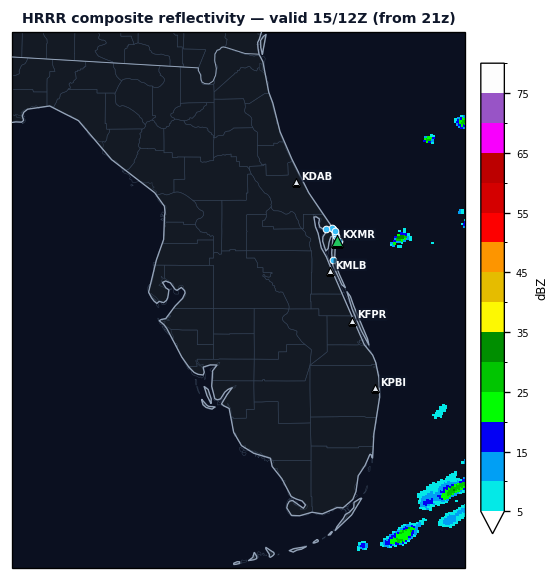 HRRR composite reflectivity — valid 15/12Z (from 21z)
KDAB
KXMR
KMLB
KFPR
KPBI
75
65
55
45
35
25
15
5
dBZ